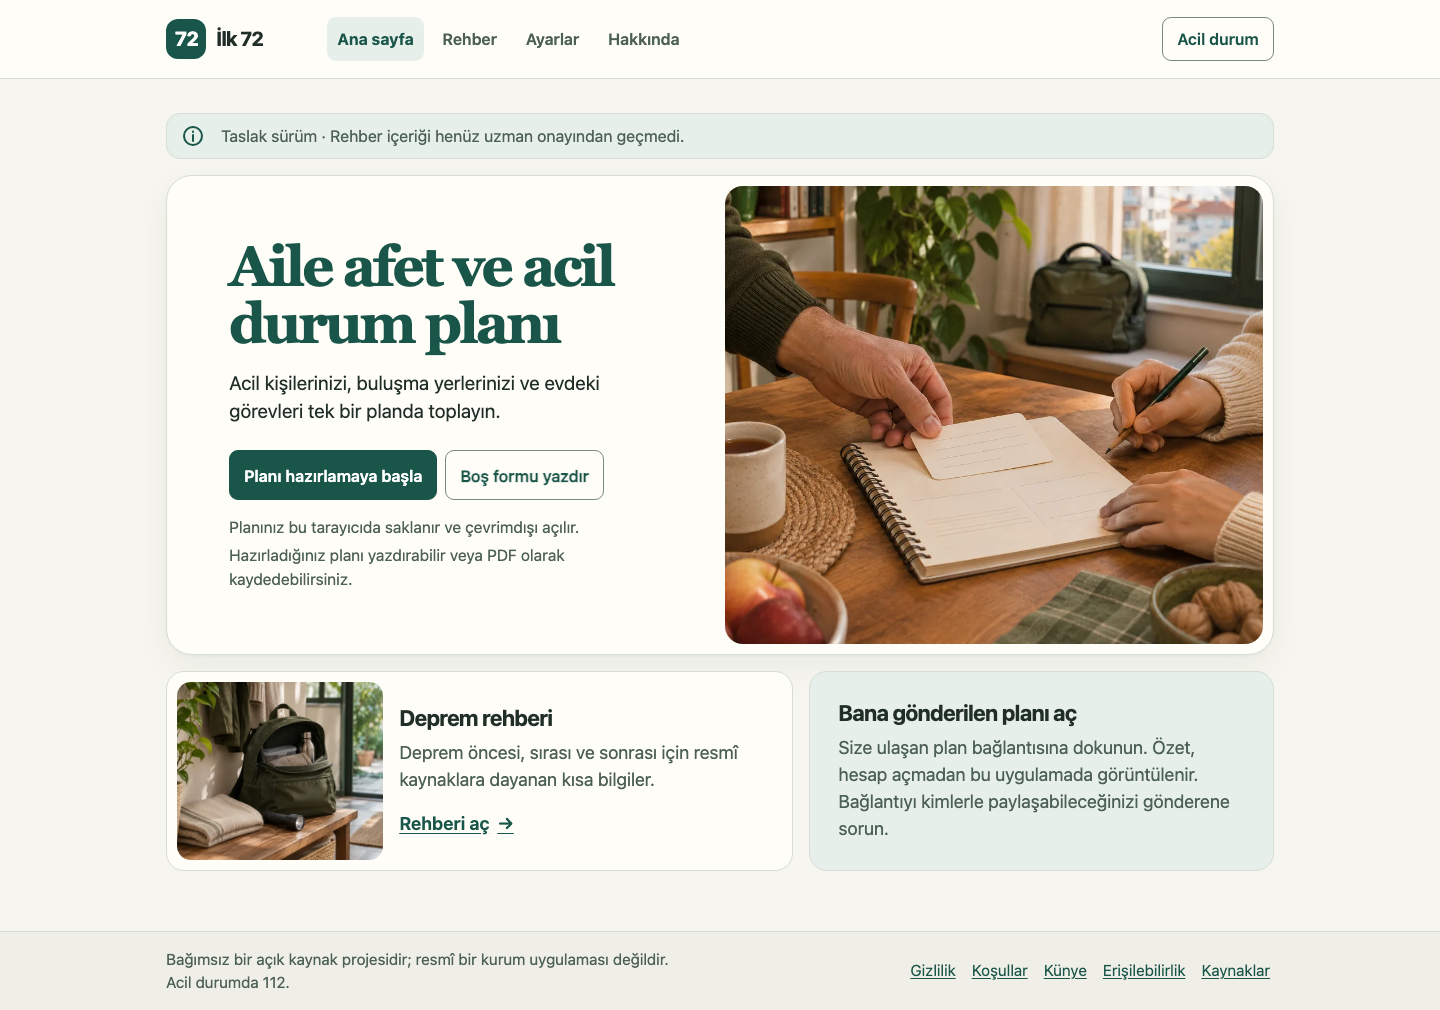 72 İlk 72
Ana sayfa
Rehber
Ayarlar
Hakkında
Acil durum
Taslak sürüm · Rehber içeriği henüz uzman onayından geçmedi.
Aile afet ve acil
durum planı
Acil kişilerinizi, buluşma yerlerinizi ve evdeki
görevleri tek bir planda toplayın.
Planı hazırlamaya başla
Boş formu yazdır
Planınız bu tarayıcıda saklanır ve çevrimdışı açılır.
Hazırladığınız planı yazdırabilir veya PDF olarak
kaydedebilirsiniz.
Deprem rehberi
Deprem öncesi, sırası ve sonrası için resmî
kaynaklara dayanan kısa bilgiler.
Rehberi aç →
Bana gönderilen planı aç
Size ulaşan plan bağlantısına dokunun. Özet,
hesap açmadan bu uygulamada görüntülenir.
Bağlantıyı kimlerle paylaşabileceğinizi gönderene
sorun.
Bağımsız bir açık kaynak projesidir; resmî bir kurum uygulaması değildir.
Acil durumda 112.
Gizlilik
Koşullar
Künye
Erişilebilirlik
Kaynaklar